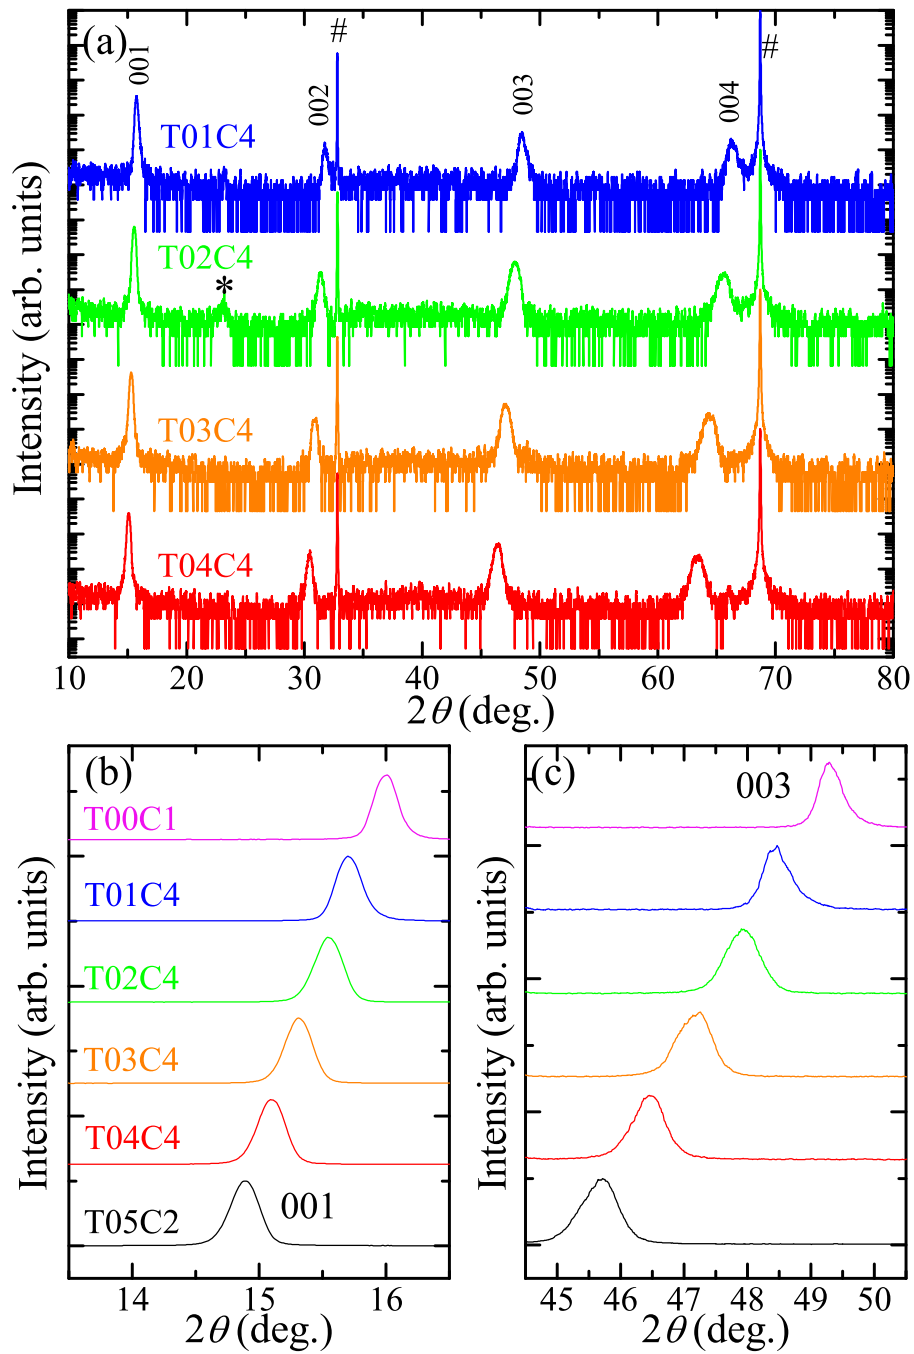 (a)
001
002
#
003
004
#
T01C4
T02C4
*
T03C4
T04C4
Intensity (arb. units)
10 20 30 40 50 60 70 80
2θ (deg.)
(b)
T00C1
T01C4
T02C4
T03C4
T04C4
T05C2
001
Intensity (arb. units)
14 15 16
2θ (deg.)
(c)
003
Intensity (arb. units)
45 46 47 48 49 50
2θ (deg.)